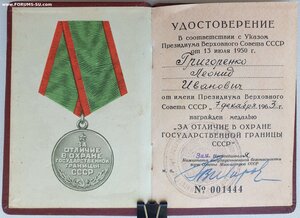 www.FORUMS-SU.com
ЗА
ОТЛИЧИЕ
В ОХРАНЕ
ГОСУДАРСТВЕННОЙ
ГРАНИЦЫ
СССР
УДОСТОВЕРЕНИЕ
В соответствии с Указом
Президиума Верховного Совета СССР
от 13 июля 1950 г.
Григоренко
Леонид
Иванович
от имени Президиума Верховного
Совета СССР „7" декабря 1963 г.
награжден медалью
„ЗА ОТЛИЧИЕ В ОХРАНЕ
ГОСУДАРСТВЕННОЙ ГРАНИЦЫ
СССР"
Зам.
№ 001444